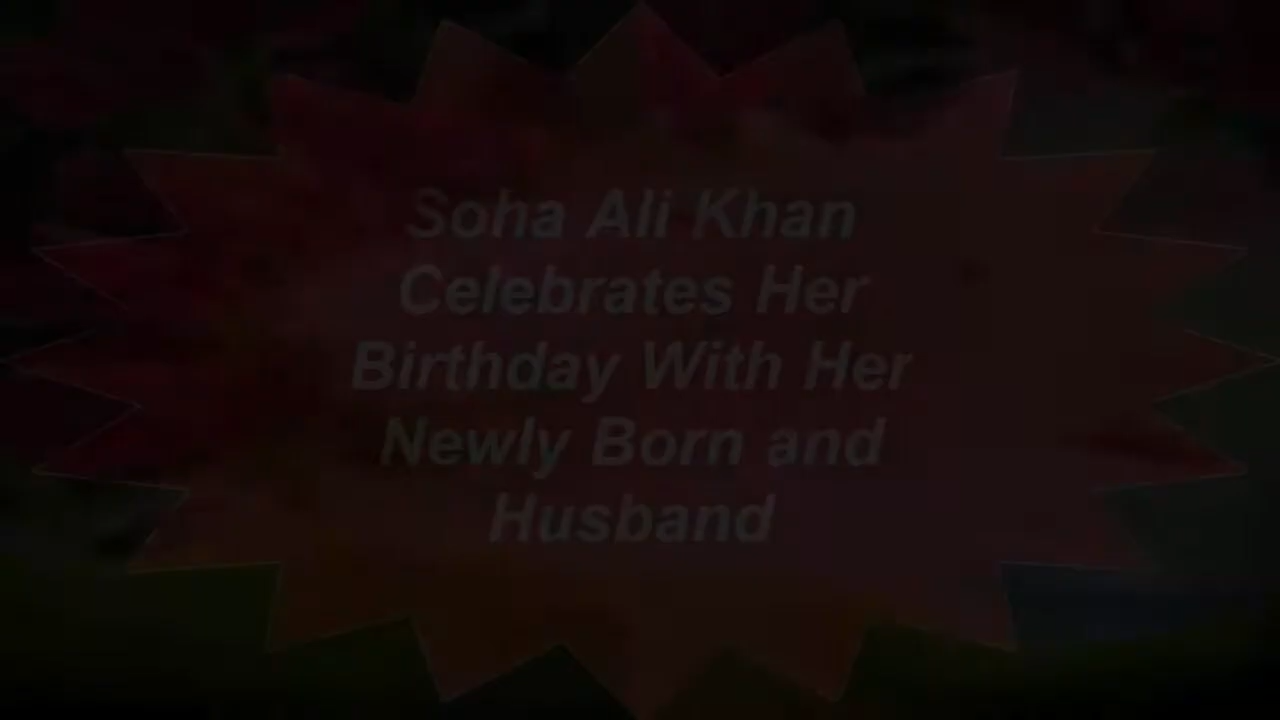 Soha Ali Khan
Celebrates Her
Birthday With Her
Newly Born and
Husband